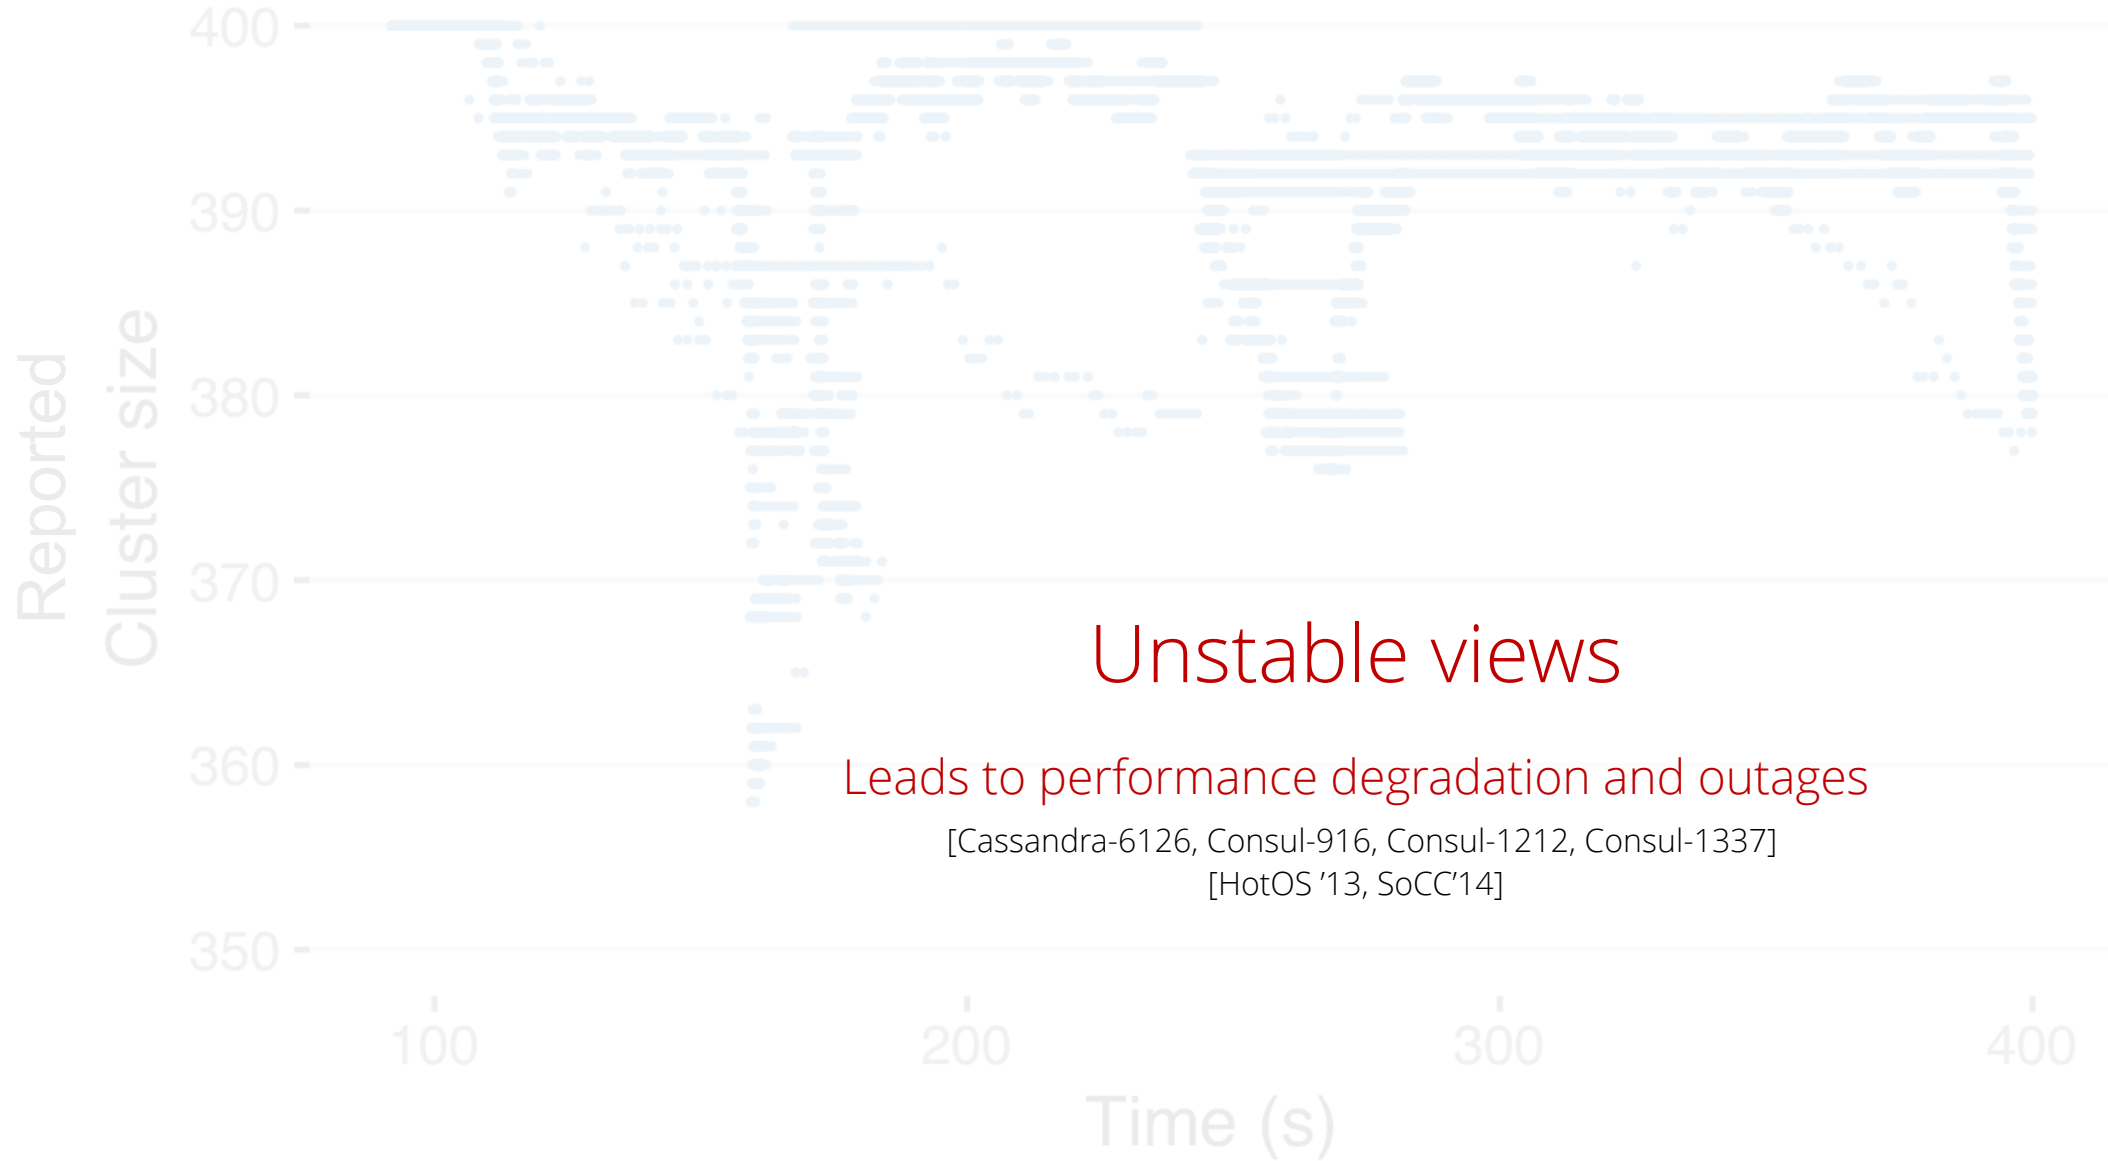 400
390
380
370
360
350
Reported
Cluster size
Unstable views
Leads to performance degradation and outages
[Cassandra-6126, Consul-916, Consul-1212, Consul-1337]
[HotOS ’13, SoCC’14]
100 200 300 400
Time (s)